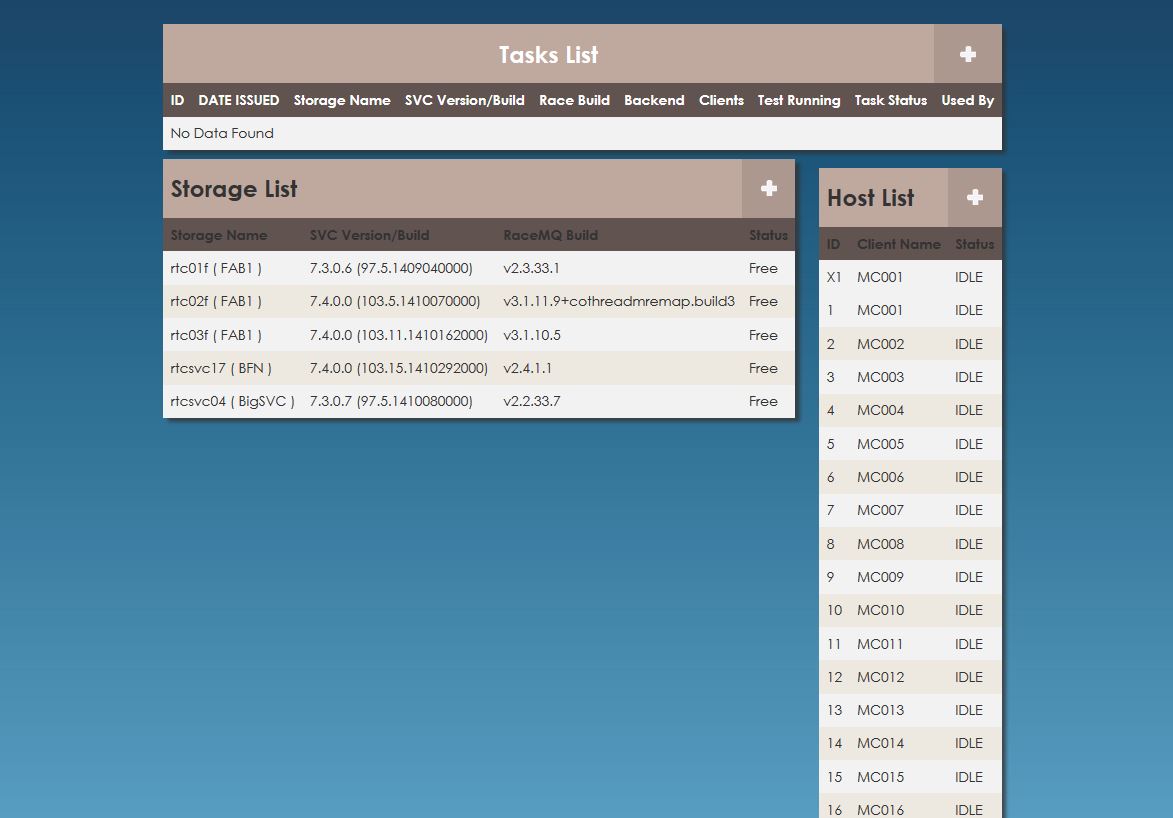 Tasks List
ID DATE ISSUED Storage Name SVC Version/Build Race Build Backend Clients Test Running Task Status Used By
No Data Found
Storage List
Storage Name SVC Version/Build RaceMQ Build Status
rtc01f ( FAB1 ) 7.3.0.6 (97.5.1409040000) v2.3.33.1 Free
rtc02f ( FAB1 ) 7.4.0.0 (103.5.1410070000) v3.1.11.9+cothreadmremap.build3 Free
rtc03f ( FAB1 ) 7.4.0.0 (103.11.1410162000) v3.1.10.5 Free
rtcsvc17 ( BFN ) 7.4.0.0 (103.15.1410292000) v2.4.1.1 Free
rtcsvc04 ( BigSVC ) 7.3.0.7 (97.5.1410080000) v2.2.33.7 Free
Host List
ID Client Name Status
X1 MC001 IDLE
1 MC001 IDLE
2 MC002 IDLE
3 MC003 IDLE
4 MC004 IDLE
5 MC005 IDLE
6 MC006 IDLE
7 MC007 IDLE
8 MC008 IDLE
9 MC009 IDLE
10 MC010 IDLE
11 MC011 IDLE
12 MC012 IDLE
13 MC013 IDLE
14 MC014 IDLE
15 MC015 IDLE
16 MC016 IDLE